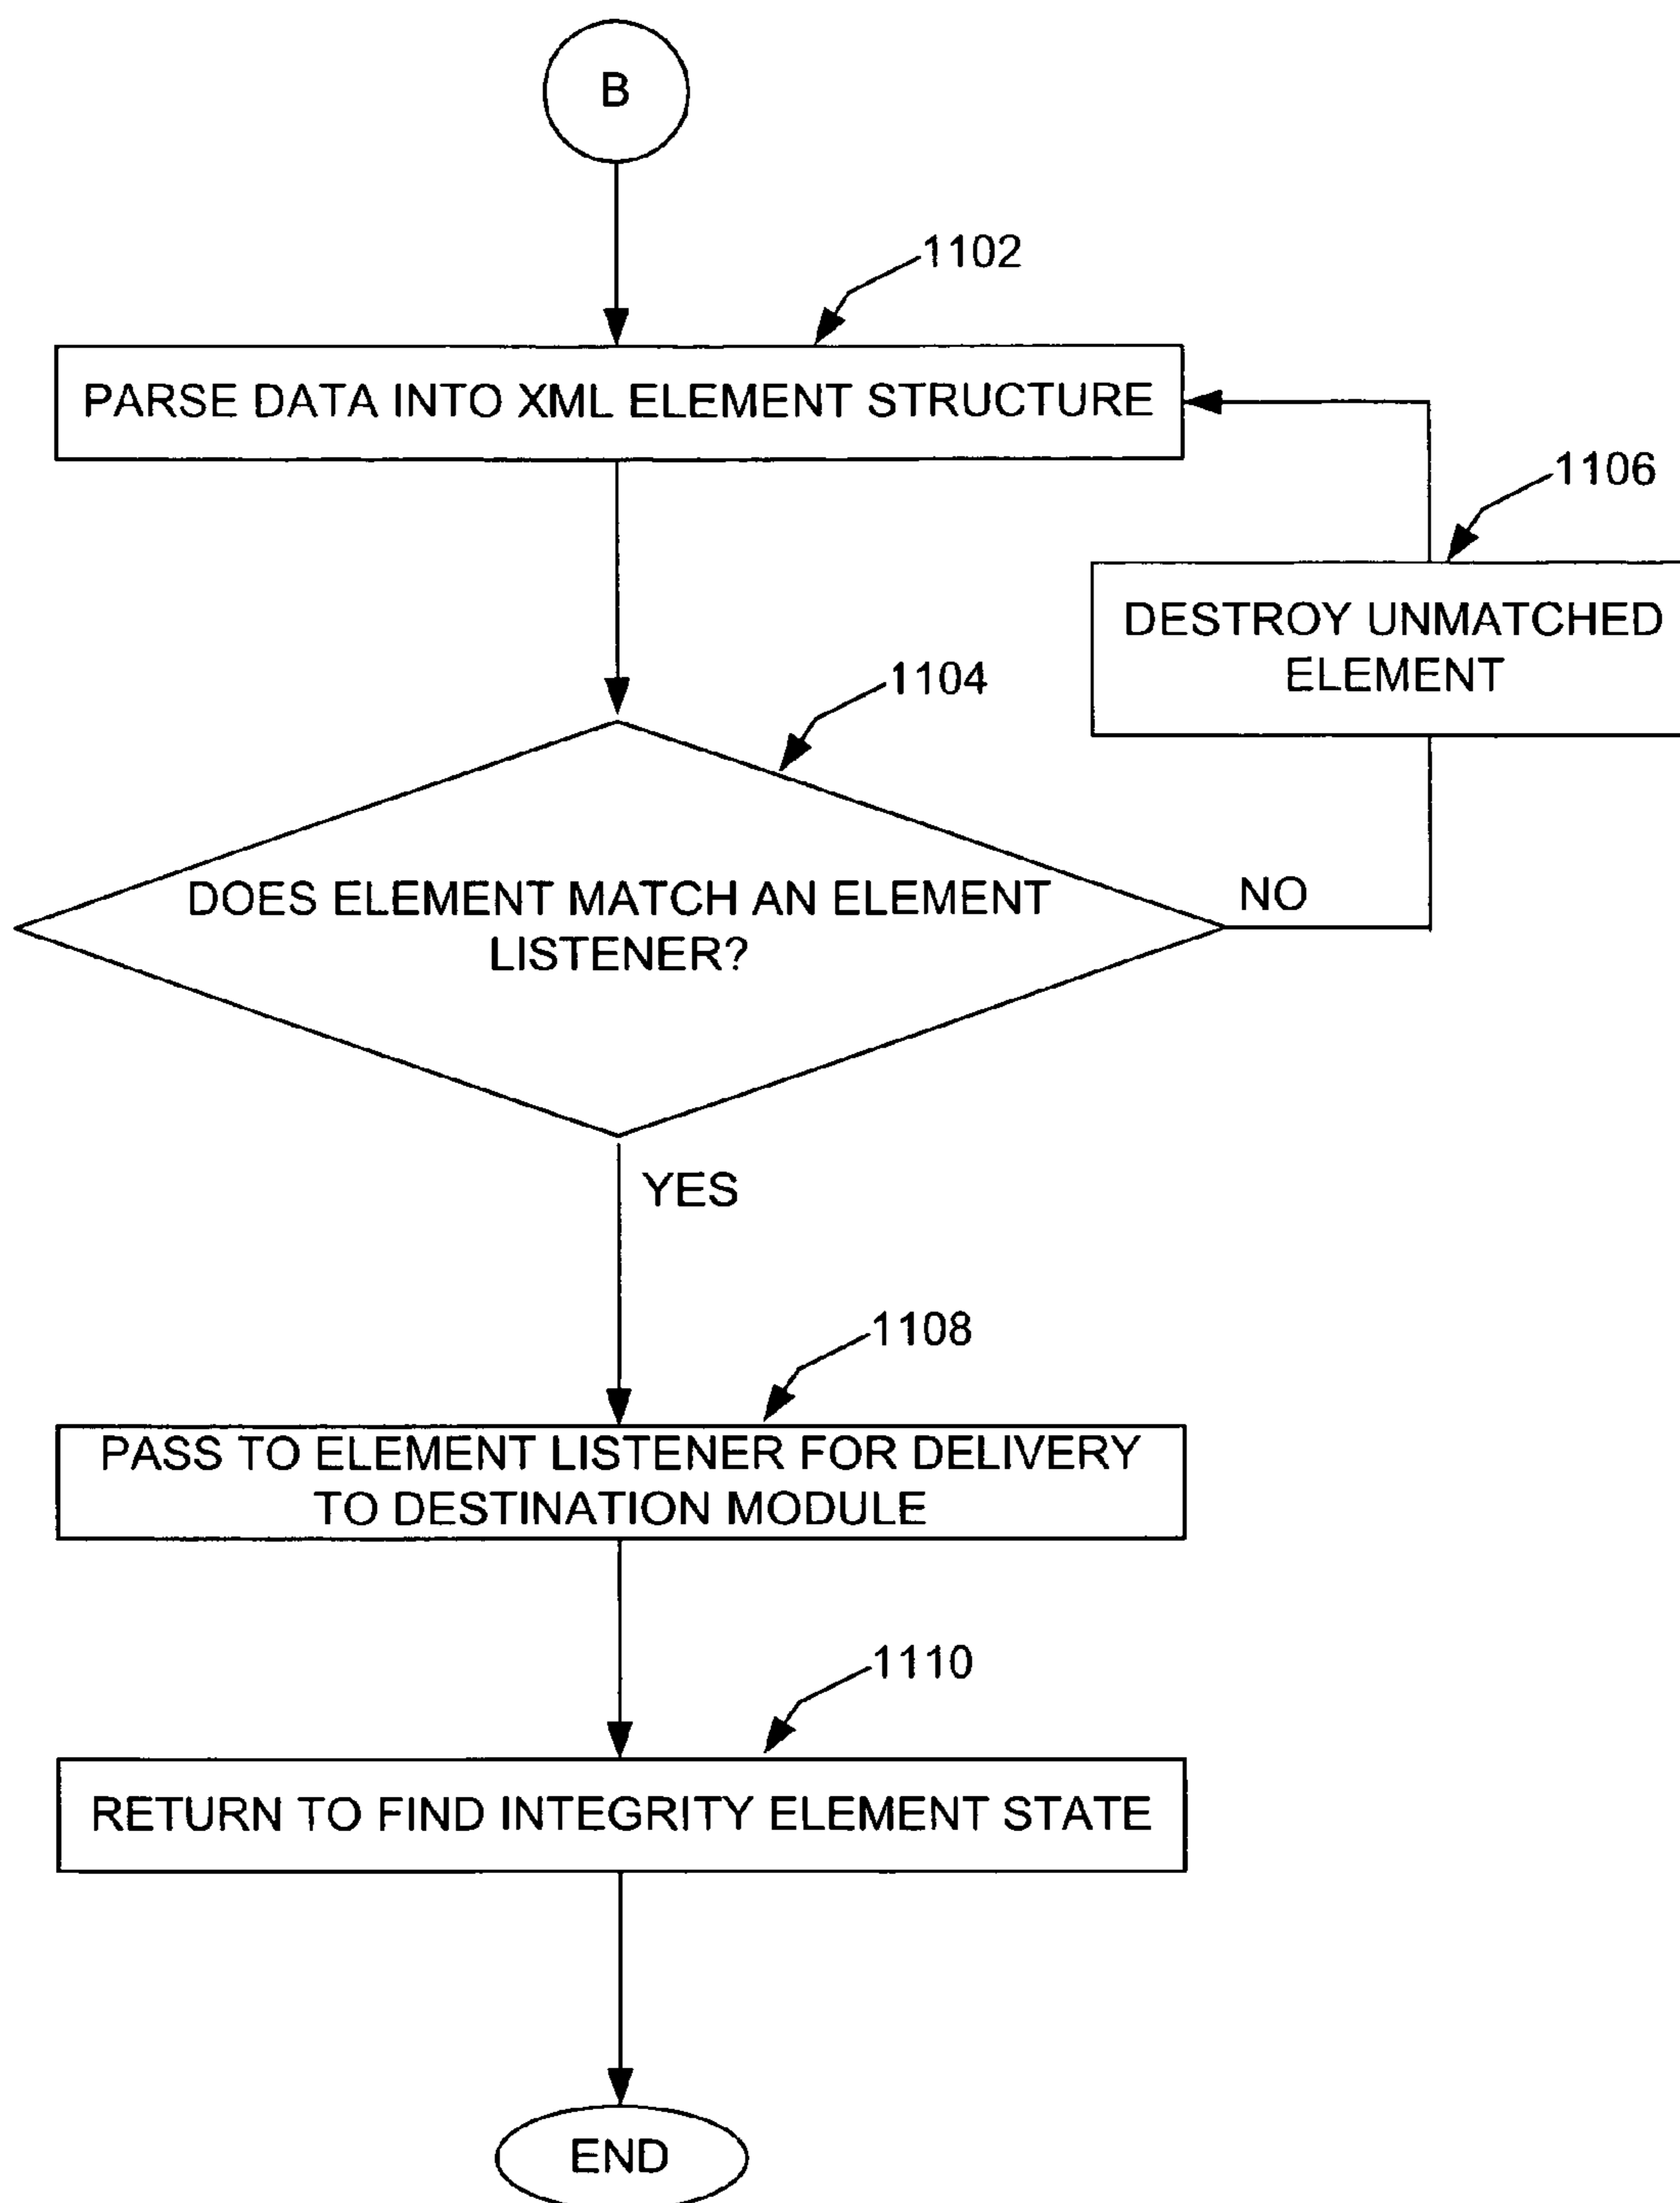 B
1102
PARSE DATA INTO XML ELEMENT STRUCTURE
1106
DESTROY UNMATCHED
ELEMENT
1104
DOES ELEMENT MATCH AN ELEMENT
LISTENER?
NO
YES
1108
PASS TO ELEMENT LISTENER FOR DELIVERY
TO DESTINATION MODULE
1110
RETURN TO FIND INTEGRITY ELEMENT STATE
END